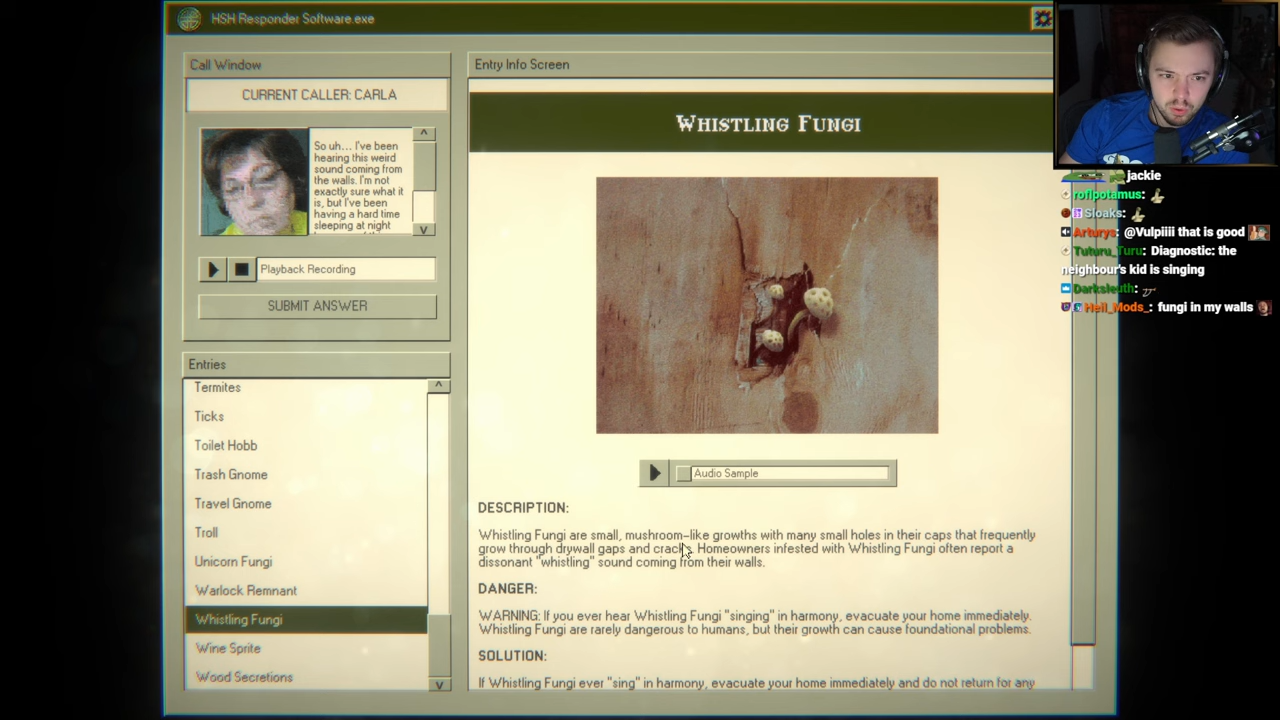 HSH Responder Software.exe
Call Window
CURRENT CALLER: CARLA
So uh... I've been
hearing this weird
sound coming from
the walls. I'm not
exactly sure what it
is, but I've been
having a hard time
sleeping at night
Playback Recording
SUBMIT ANSWER
Entries
Termites
Ticks
Toilet Hobb
Trash Gnome
Travel Gnome
Troll
Unicorn Fungi
Warlock Remnant
Whistling Fungi
Wine Sprite
Wood Secretions
Entry Info Screen
WHISTLING FUNGI
Audio Sample
DESCRIPTION:
Whistling Fungi are small, mushroom-like growths with many small holes in their caps that frequently
grow through drywall gaps and cracks. Homeowners infested with Whistling Fungi often report a
dissonant "whistling" sound coming from their walls.
DANGER:
WARNING: If you ever hear Whistling Fungi "singing" in harmony, evacuate your home immediately.
Whistling Fungi are rarely dangerous to humans, but their growth can cause foundational problems.
SOLUTION:
If Whistling Fungi ever "sing" in harmony, evacuate your home immediately and do not return for any
jackie
roflpotamus:
Sloaks:
Arturys: @Vulpiiii that is good
Tuturu_Turu: Diagnostic: the
neighbour's kid is singing
Darksleuth:
Heil_Mods_: fungi in my walls